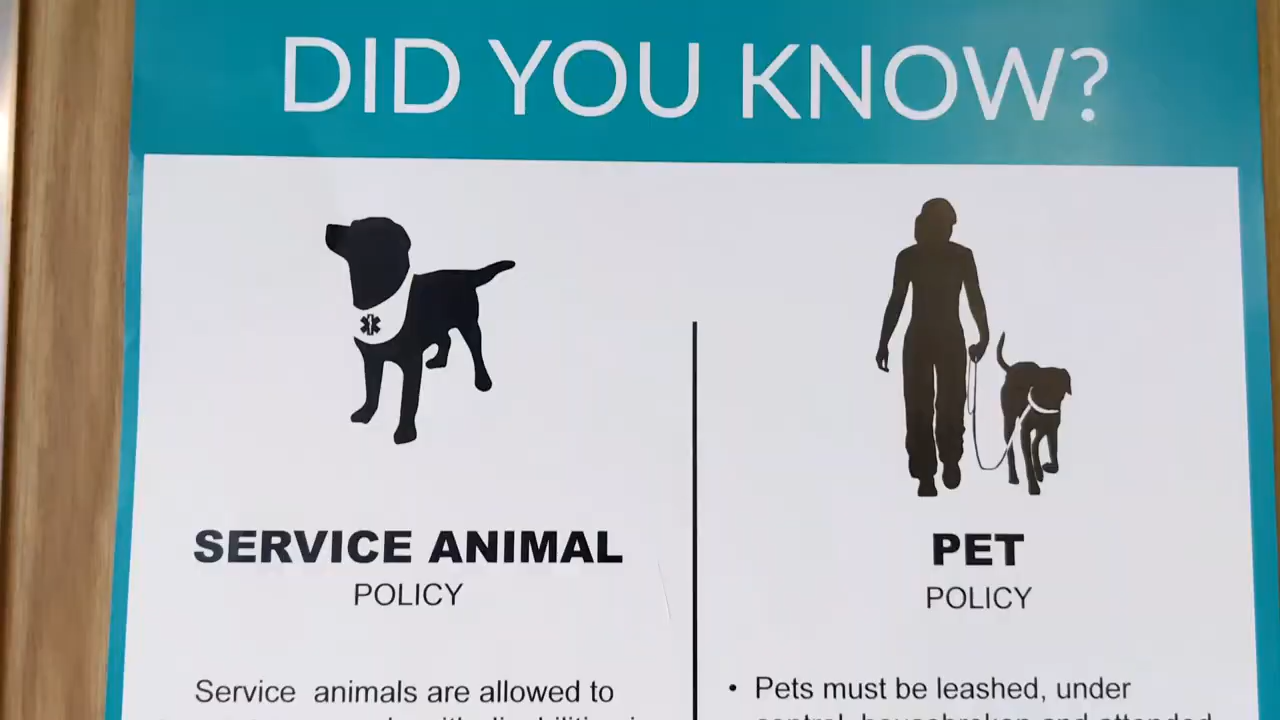 DID YOU KNOW?
SERVICE ANIMAL
POLICY
Service animals are allowed to
PET
POLICY
• Pets must be leashed, under